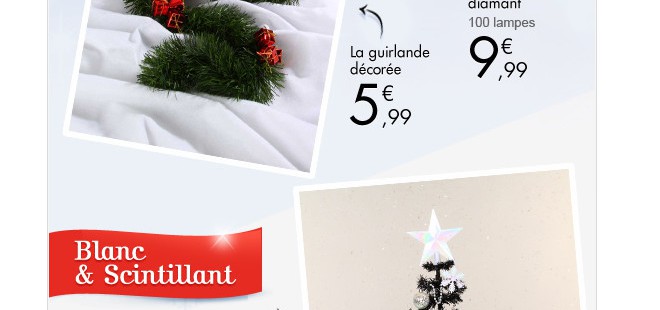 diamant
100 lampes
9€,99
La guirlande
décorée
5€,99
Blanc
& Scintillant